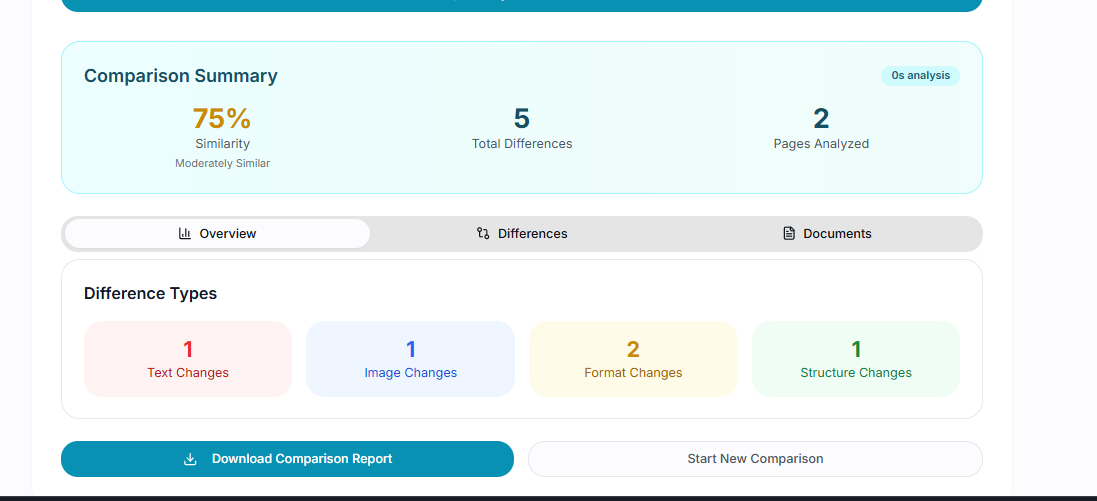 Comparison Summary
0s analysis
75%
Similarity
Moderately Similar
5
Total Differences
2
Pages Analyzed
Overview
Differences
Documents
Difference Types
1
Text Changes
1
Image Changes
2
Format Changes
1
Structure Changes
Download Comparison Report
Start New Comparison